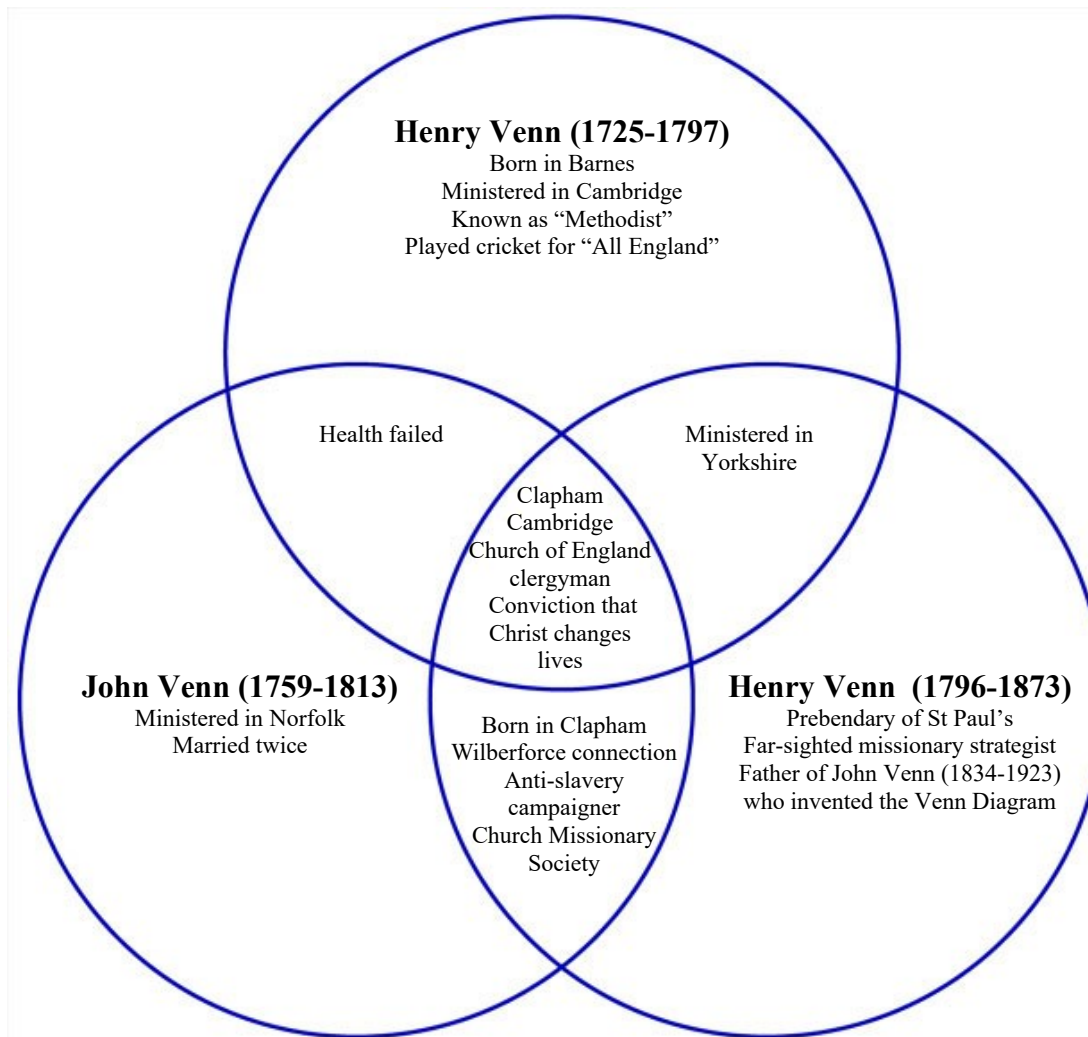 Henry Venn (1725-1797)
Born in Barnes
Ministered in Cambridge
Known as “Methodist”
Played cricket for “All England”
Health failed
Ministered in
Yorkshire
Clapham
Cambridge
Church of England
clergyman
Conviction that
Christ changes
lives
John Venn (1759-1813)
Ministered in Norfolk
Married twice
Born in Clapham
Wilberforce connection
Anti-slavery
campaigner
Church Missionary
Society
Henry Venn (1796-1873)
Prebendary of St Paul’s
Far-sighted missionary strategist
Father of John Venn (1834-1923)
who invented the Venn Diagram